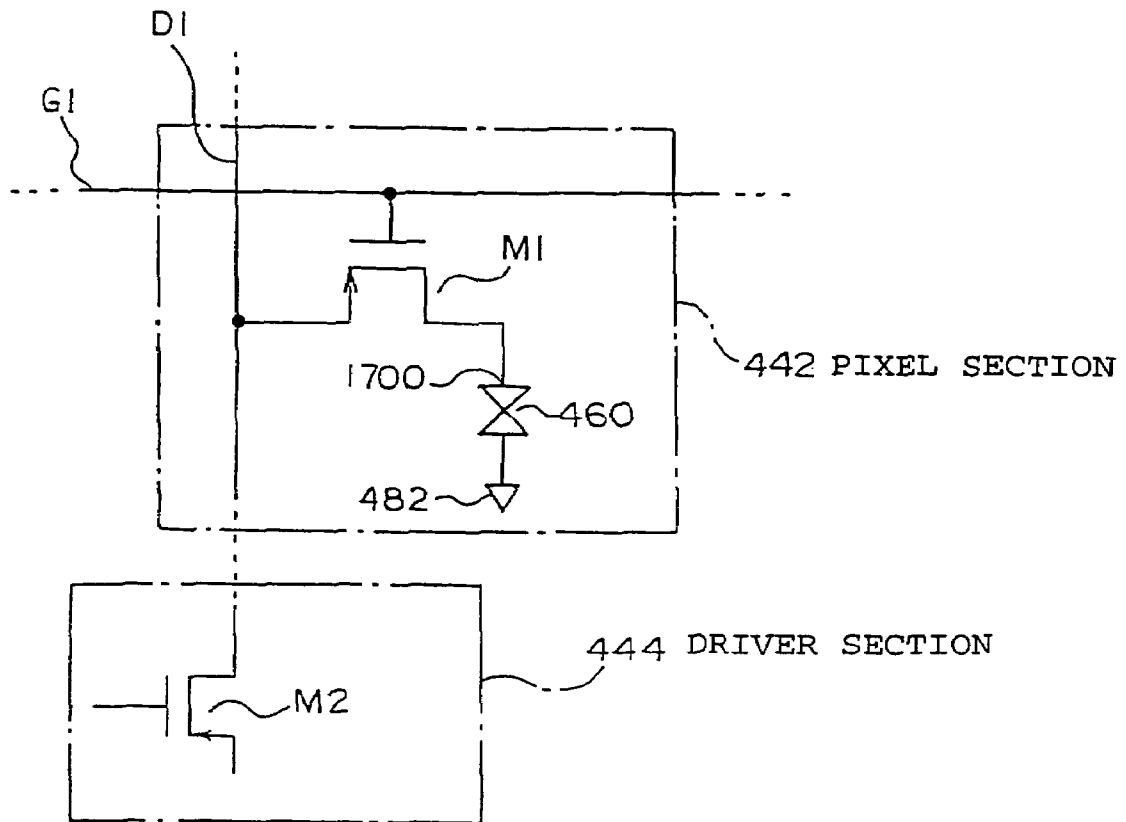 D1
G1
M1
1700
442 PIXEL SECTION
460
482
444 DRIVER SECTION
M2